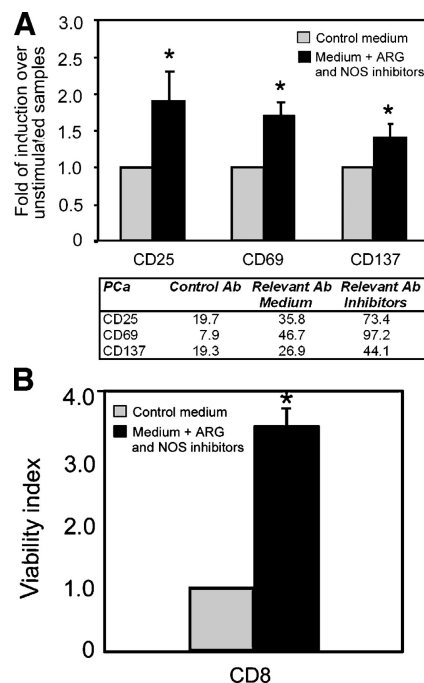 A
Fold of induction over
unstimulated samples
3.0
2.5
2.0
1.5
1.0
0.5
0
Control medium
Medium + ARG
and NOS inhibitors
*
*
*
CD25 CD69 CD137
PCa Control Ab Relevant Ab Relevant Ab
Medium Inhibitors
CD25 19.7 35.8 73.4
CD69 7.9 46.7 97.2
CD137 19.3 26.9 44.1
B
Viability index
4.0
3.0
2.0
1.0
0
Control medium
Medium + ARG
and NOS inhibitors
*
CD8